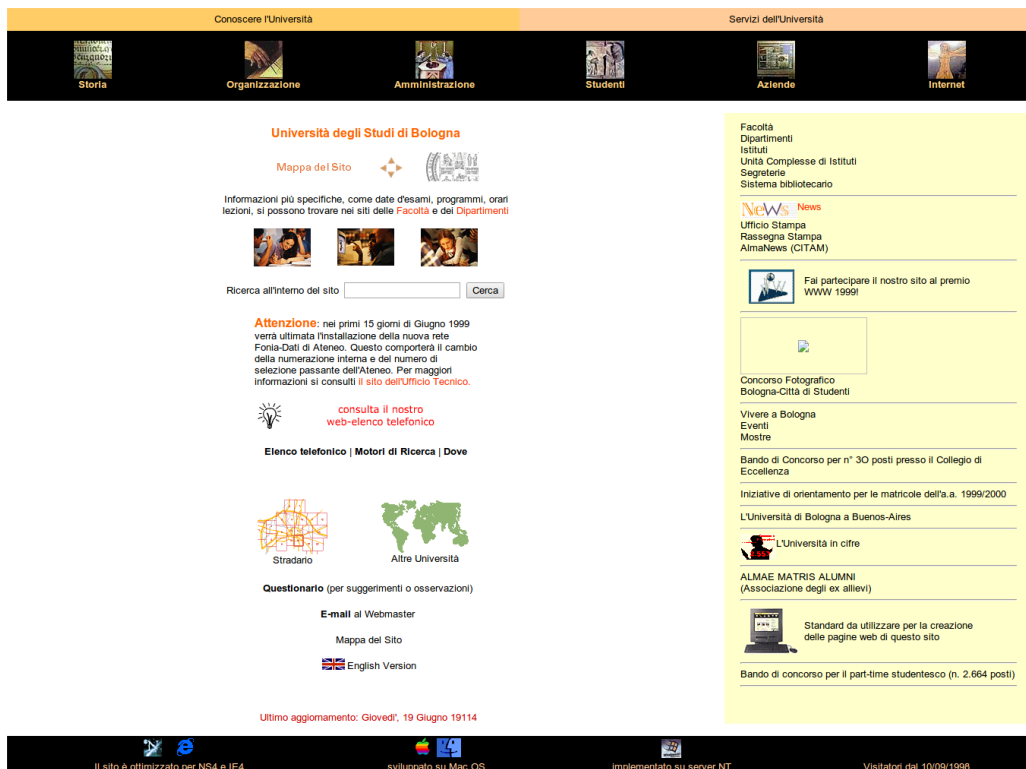 Conoscere l'Università
Servizi dell'Università
Storia
Organizzazione
Amministrazione
Studenti
Aziende
Internet
Università degli Studi di Bologna
Mappa del Sito
Informazioni più specifiche, come date d'esami, programmi, orari
lezioni, si possono trovare nei siti delle Facoltà e dei Dipartimenti
Ricerca all'interno del sito
Cerca
Attenzione: nei primi 15 giorni di Giugno 1999
verrà ultimata l'installazione della nuova rete
Fonia-Dati di Ateneo. Questo comporterà il cambio
della numerazione interna e del numero di
selezione passante dell'Ateneo. Per maggiori
informazioni si consulti il sito dell'Ufficio Tecnico.
consulta il nostro
web-elenco telefonico
Elenco telefonico | Motori di Ricerca | Dove
Stradario
Altre Università
Questionario (per suggerimenti o osservazioni)
E-mail al Webmaster
Mappa del Sito
English Version
Ultimo aggiornamento: Giovedi', 19 Giugno 19114
Facoltà
Dipartimenti
Istituti
Unità Complesse di Istituti
Segreterie
Sistema bibliotecario
NeWs News
Ufficio Stampa
Rassegna Stampa
AlmaNews (CITAM)
Fai partecipare il nostro sito al premio
WWW 1999!
Concorso Fotografico
Bologna-Città di Studenti
Vivere a Bologna
Eventi
Mostre
Bando di Concorso per n° 3O posti presso il Collegio di
Eccellenza
Iniziative di orientamento per le matricole dell'a.a. 1999/2000
L'Università di Bologna a Buenos-Aires
L'Università in cifre
ALMAE MATRIS ALUMNI
(Associazione degli ex allievi)
Standard da utilizzare per la creazione
delle pagine web di questo sito
Bando di concorso per il part-time studentesco (n. 2.664 posti)
Il sito è ottimizzato per NS4 e IE4
sviluppato su Mac OS
implementato su server NT
Visitatori dal 10/09/1998